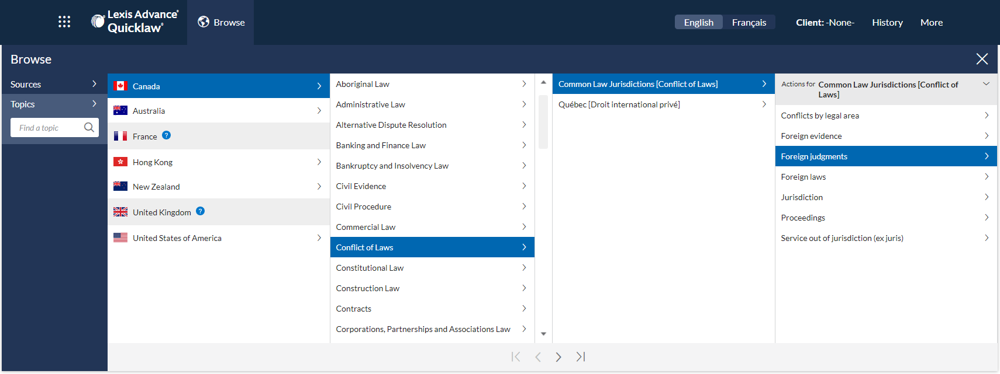 Lexis Advance®
Quicklaw®
Browse
English
Français
Client: -None-
History
More
Browse
Sources
Topics
Find a topic
Canada
Australia
France ?
Hong Kong
New Zealand
United Kingdom ?
United States of America
Aboriginal Law
Administrative Law
Alternative Dispute Resolution
Banking and Finance Law
Bankruptcy and Insolvency Law
Civil Evidence
Civil Procedure
Commercial Law
Conflict of Laws
Constitutional Law
Construction Law
Contracts
Corporations, Partnerships and Associations Law
Common Law Jurisdictions [Conflict of Laws]
Québec [Droit international privé]
Actions for Common Law Jurisdictions [Conflict of
Laws]
Conflicts by legal area
Foreign evidence
Foreign judgments
Foreign laws
Jurisdiction
Proceedings
Service out of jurisdiction (ex juris)